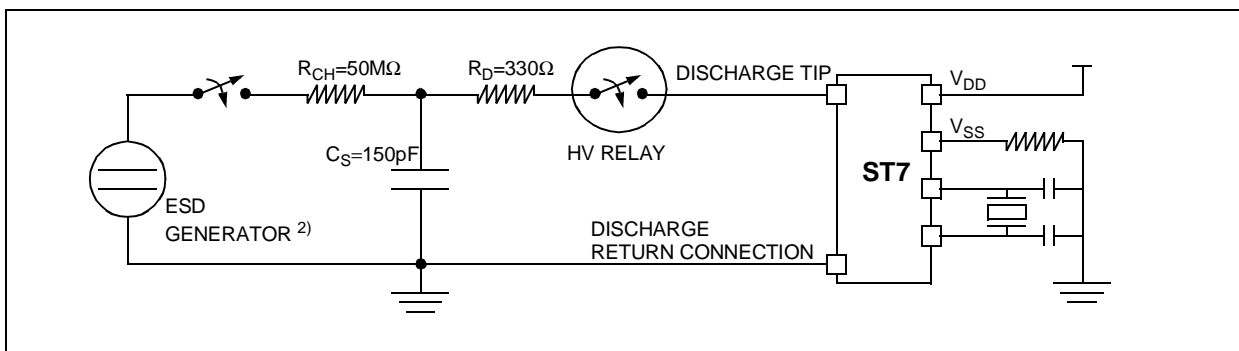 R_CH=50MΩ
R_D=330Ω
DISCHARGE TIP
V_DD
V_SS
C_S=150pF
HV RELAY
ST7
ESD
GENERATOR 2)
DISCHARGE
RETURN CONNECTION